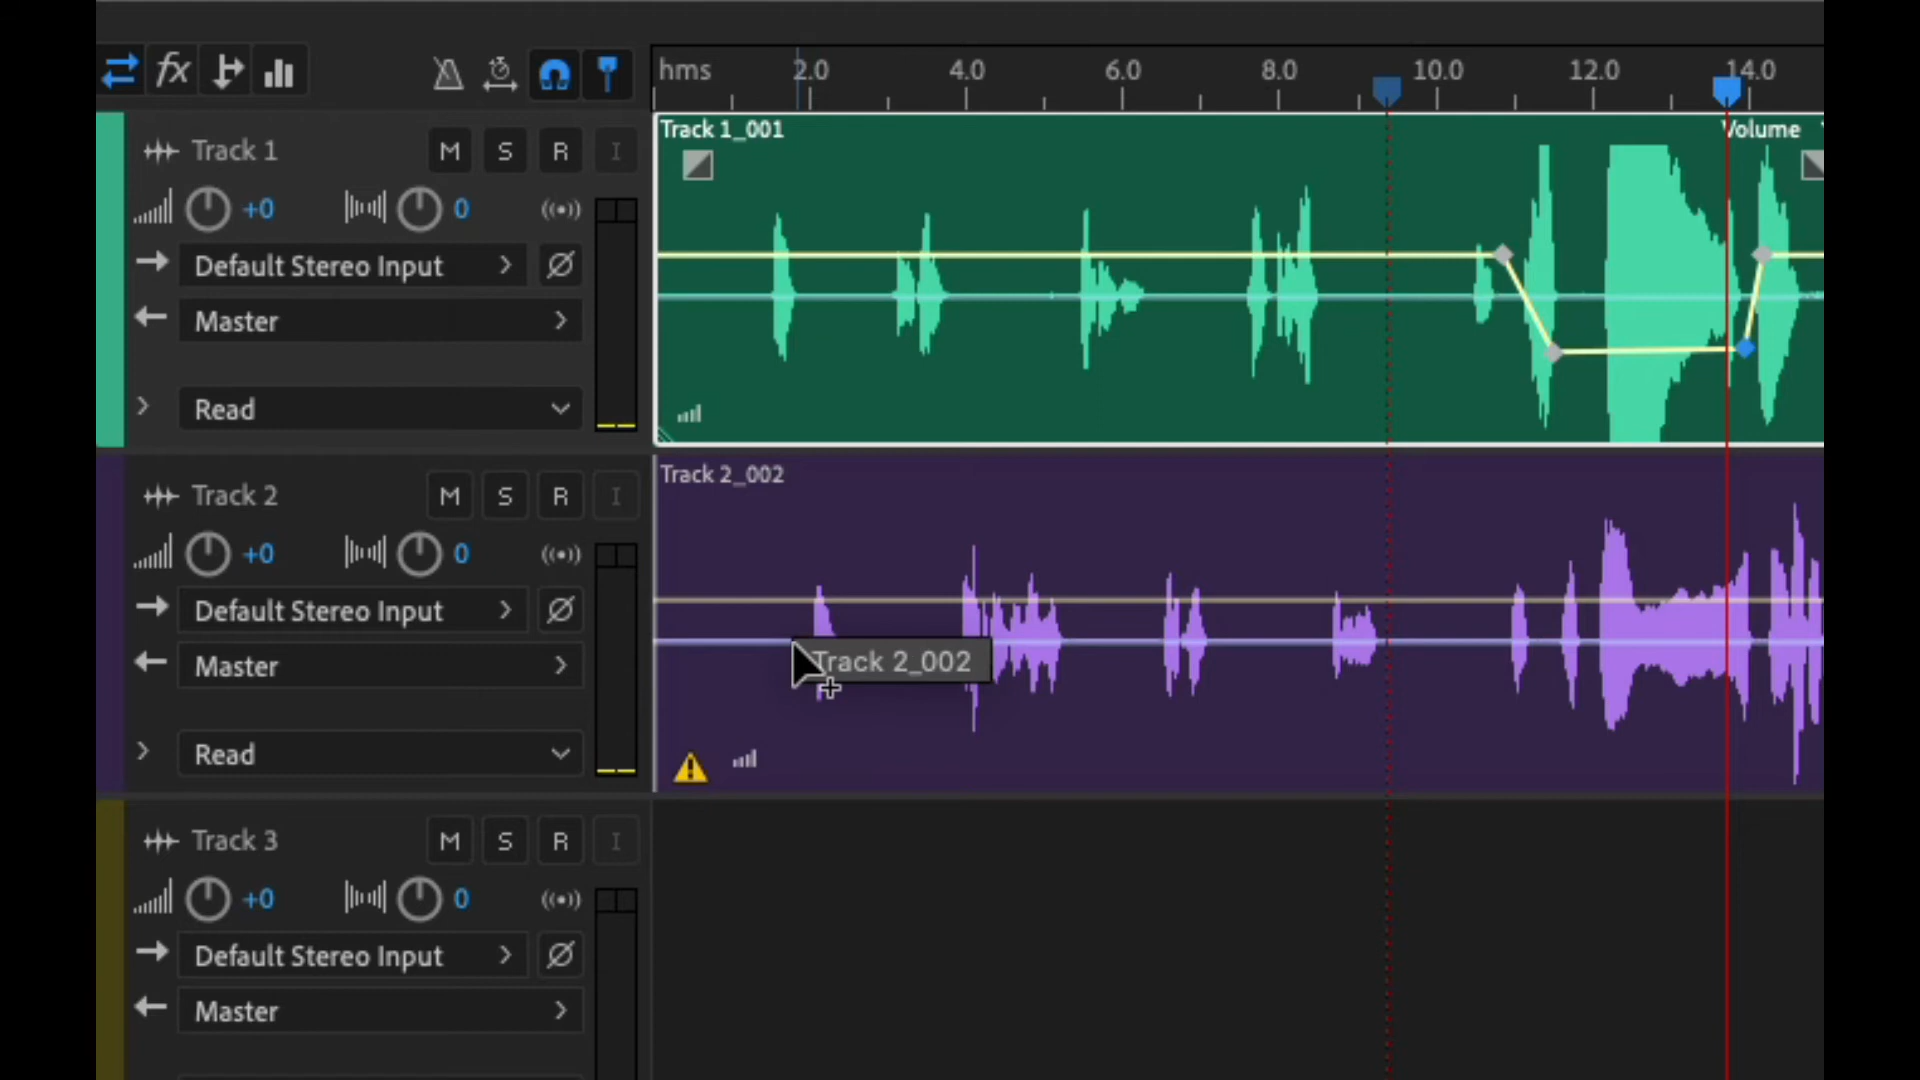 fx
hms 2.0 4.0 6.0 8.0 10.0 12.0 14.0
Track 1 M S R I
+0 0
Default Stereo Input
Master
Read
Track 1_001
Volume
Track 2 M S R I
+0 0
Default Stereo Input
Master
Read
Track 2_002
Track 2_002
Track 3 M S R I
+0 0
Default Stereo Input
Master